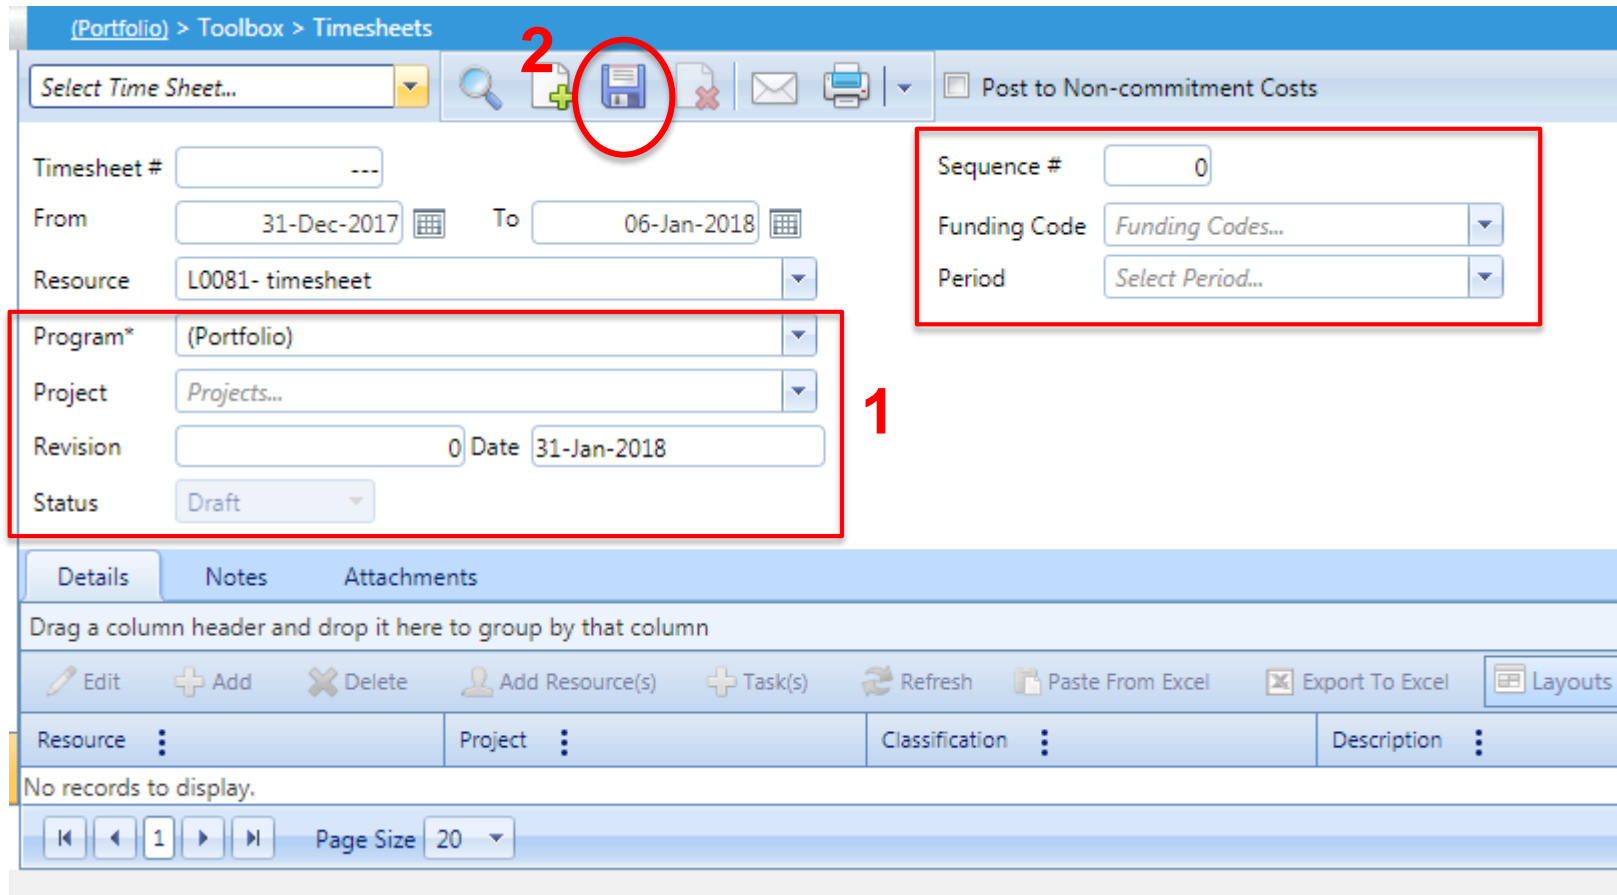 (Portfolio) > Toolbox > Timesheets
2
Select Time Sheet...
Post to Non-commitment Costs
Timesheet # ---
Sequence # 0
From 31-Dec-2017 To 06-Jan-2018
Funding Code Funding Codes...
Resource L0081- timesheet
Period Select Period...
Program* (Portfolio)
Project Projects...
1
Revision 0 Date 31-Jan-2018
Status Draft
Details Notes Attachments
Drag a column header and drop it here to group by that column
Edit Add Delete Add Resource(s) Task(s) Refresh Paste From Excel Export To Excel Layouts
Resource Project Classification Description
No records to display.
1 Page Size 20